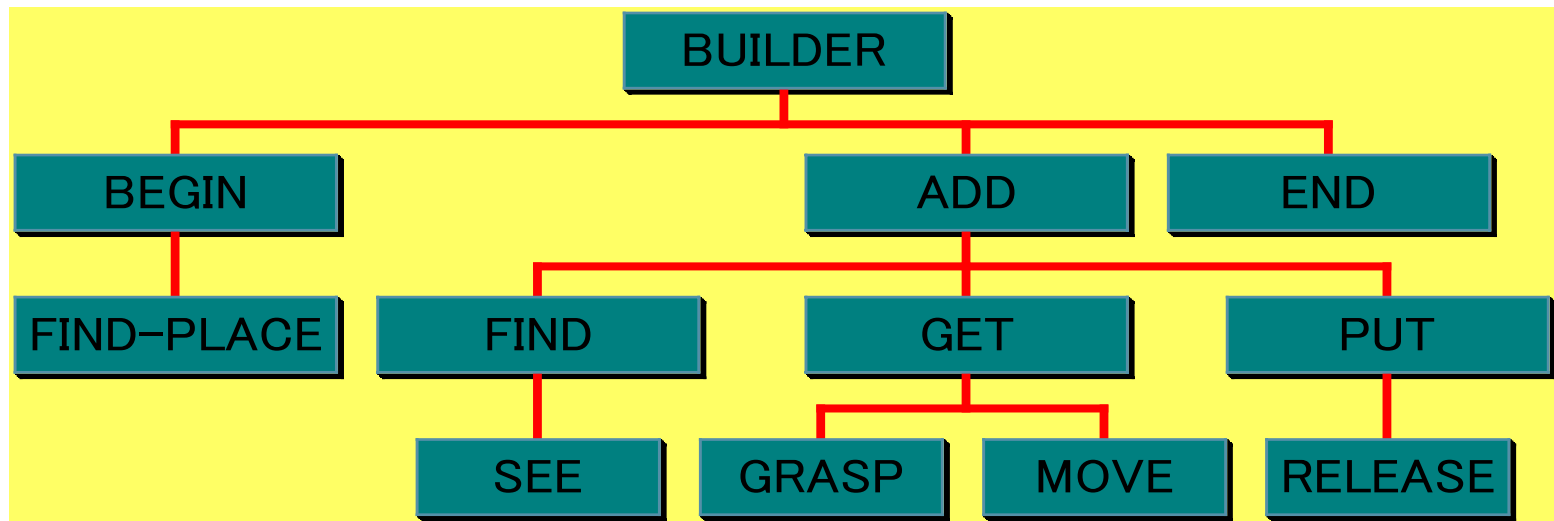 BUILDER
BEGIN
ADD
END
FIND-PLACE
FIND
GET
PUT
SEE
GRASP
MOVE
RELEASE